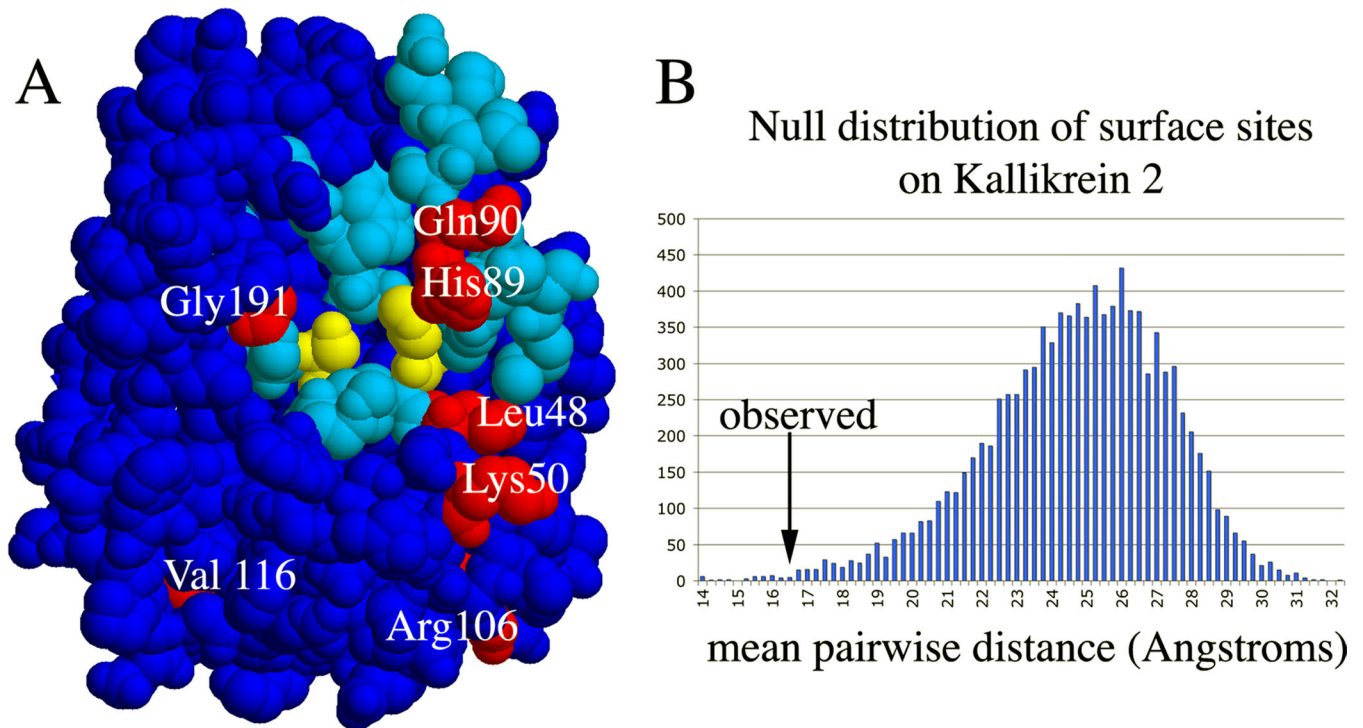 A
Gln90
His89
Gly191
Leu48
Lys50
Val 116
Arg106
B
Null distribution of surface sites
on Kallikrein 2
500
450
400
350
300
250
200
150
100
50
0
observed
14 15 16 17 18 19 20 21 22 23 24 25 26 27 28 29 30 31 32
mean pairwise distance (Angstroms)